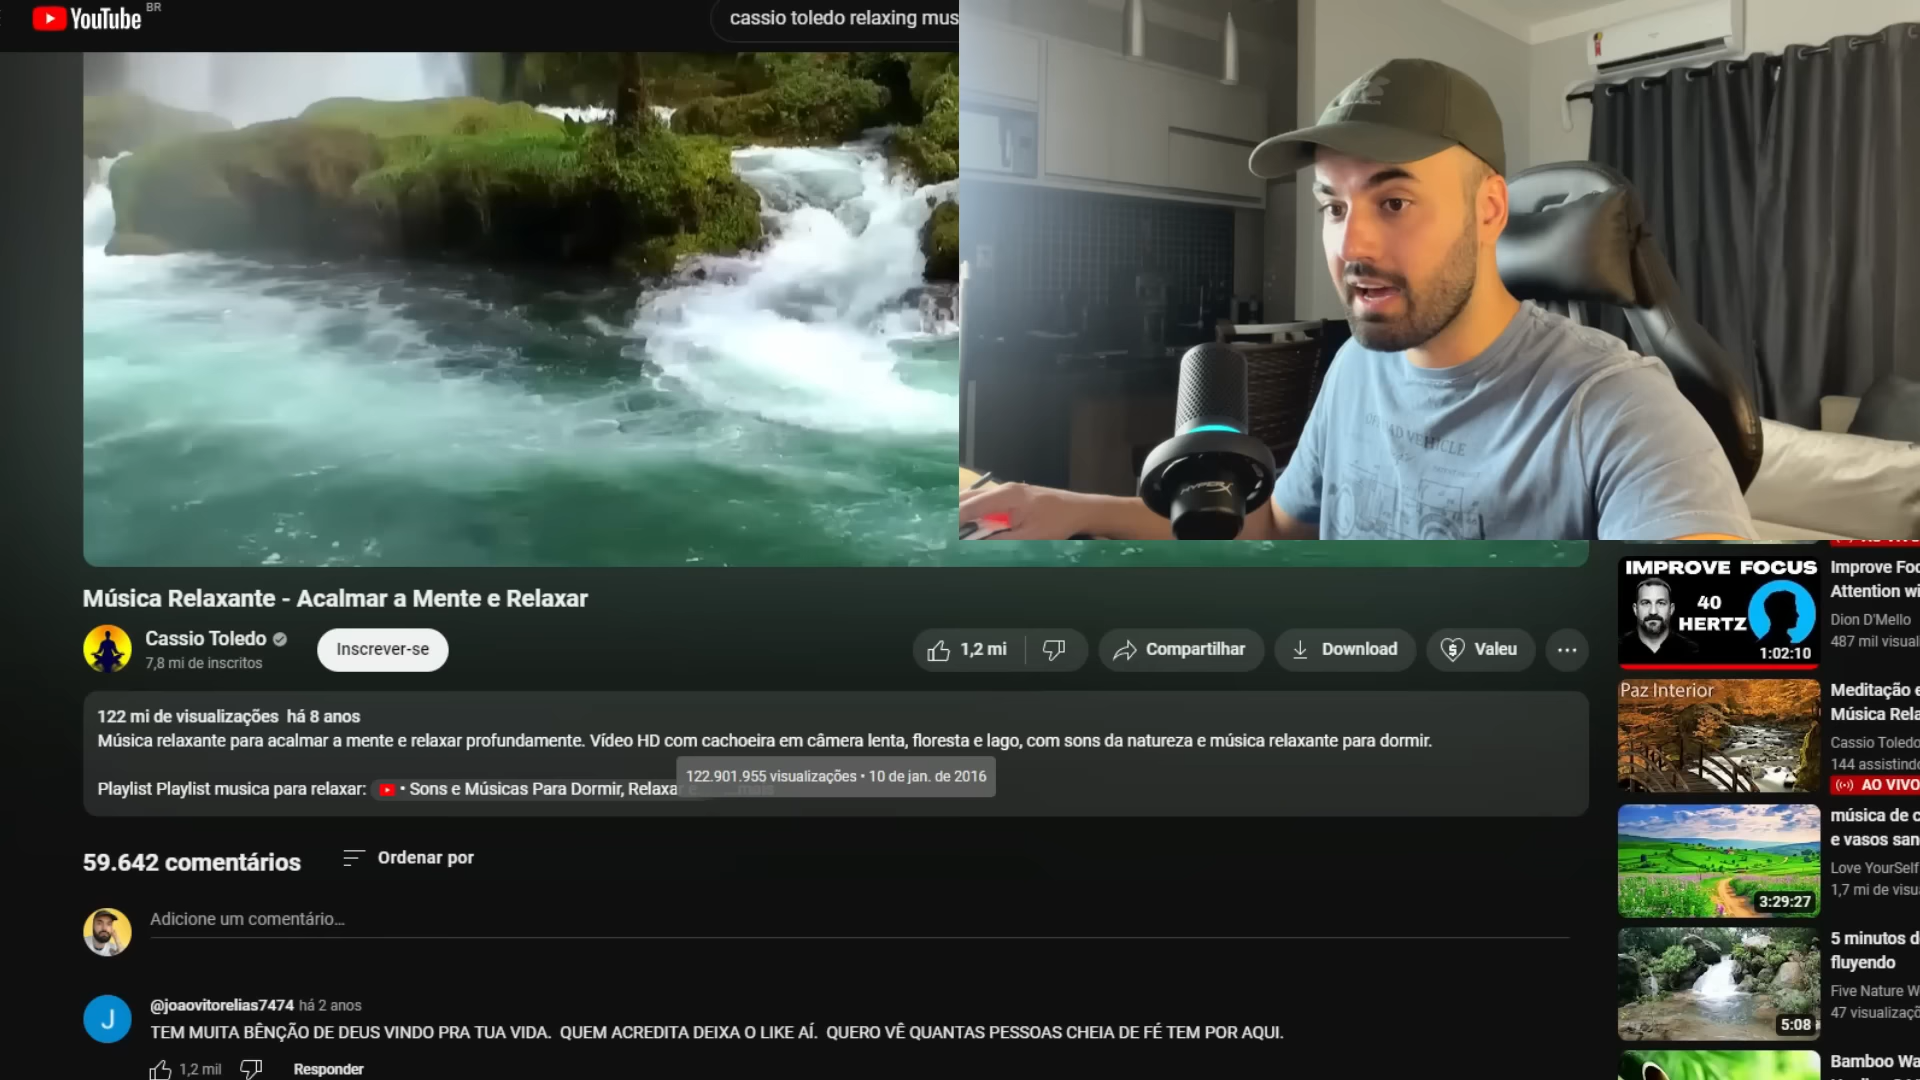 YouTube BR
cassio toledo relaxing mus
OFFROAD VEHICLE
HYPERX
Música Relaxante - Acalmar a Mente e Relaxar
Cassio Toledo
7,8 mi de inscritos
Inscrever-se
1,2 mi
Compartilhar
Download
Valeu
122 mi de visualizações há 8 anos
Música relaxante para acalmar a mente e relaxar profundamente. Vídeo HD com cachoeira em câmera lenta, floresta e lago, com sons da natureza e música relaxante para dormir.
122.901.955 visualizações • 10 de jan. de 2016
Playlist Playlist musica para relaxar: • Sons e Músicas Para Dormir, Relaxar e ...mais
59.642 comentários
Ordenar por
Adicione um comentário...
J
@joaovitorelias7474 há 2 anos
TEM MUITA BÊNÇÃO DE DEUS VINDO PRA TUA VIDA. QUEM ACREDITA DEIXA O LIKE AÍ. QUERO VÊ QUANTAS PESSOAS CHEIA DE FÉ TEM POR AQUI.
1,2 mil
Responder
IMPROVE FOCUS
40
HERTZ
1:02:10
Improve Foc
Attention wi
Dion D'Mello
487 mil visuali
Paz Interior
Meditação e
Música Rela
Cassio Toledo
144 assistindo
AO VIVO
3:29:27
música de c
e vasos san
Love YourSelf
1,7 mi de visu
5:08
5 minutos d
fluyendo
Five Nature W
47 visualizaçõ
Bamboo Wa